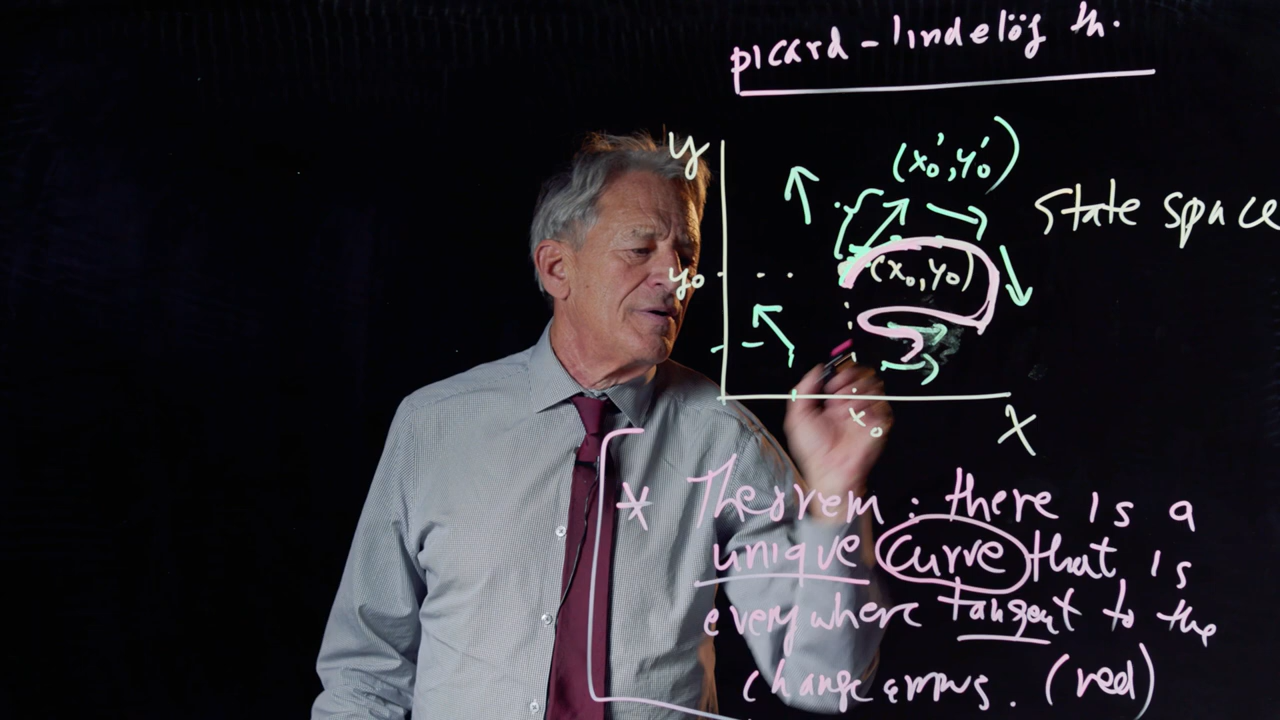 picard-lindelöf th.
y
(x₀',y₀')
state space
y₀
(x₀,y₀)
x₀
X
* Theorem: there is a
unique curve that is
everywhere tangent to the
change arrows. (red)